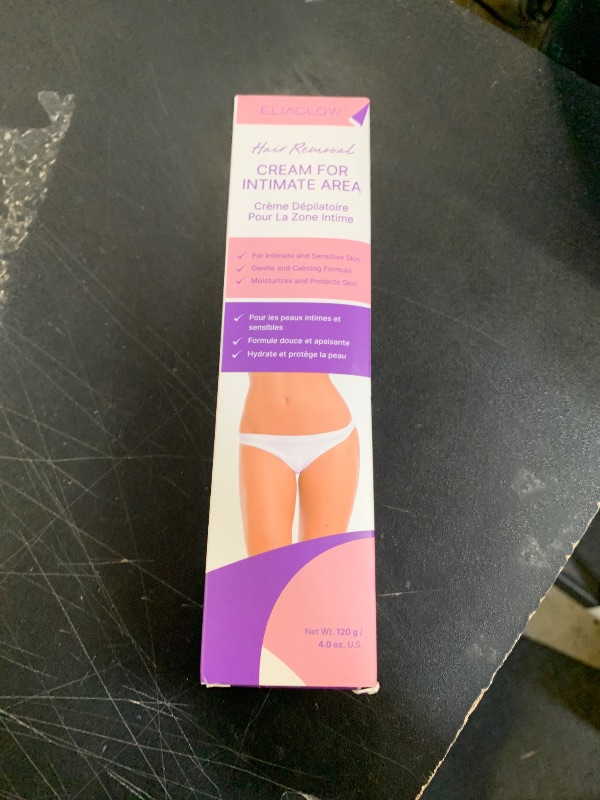 ELIAGLOW™
Hair Removal
CREAM FOR
INTIMATE AREA
Crème Dépilatoire
Pour La Zone Intime
For Intimate and Sensitive Skin
Gentle and Calming Formula
Moisturizes and Protects Skin
Pour les peaux intimes et
sensibles
Formule douce et apaisante
Hydrate et protège la peau
Net Wt. 120 g /
4.0 oz. U.S.